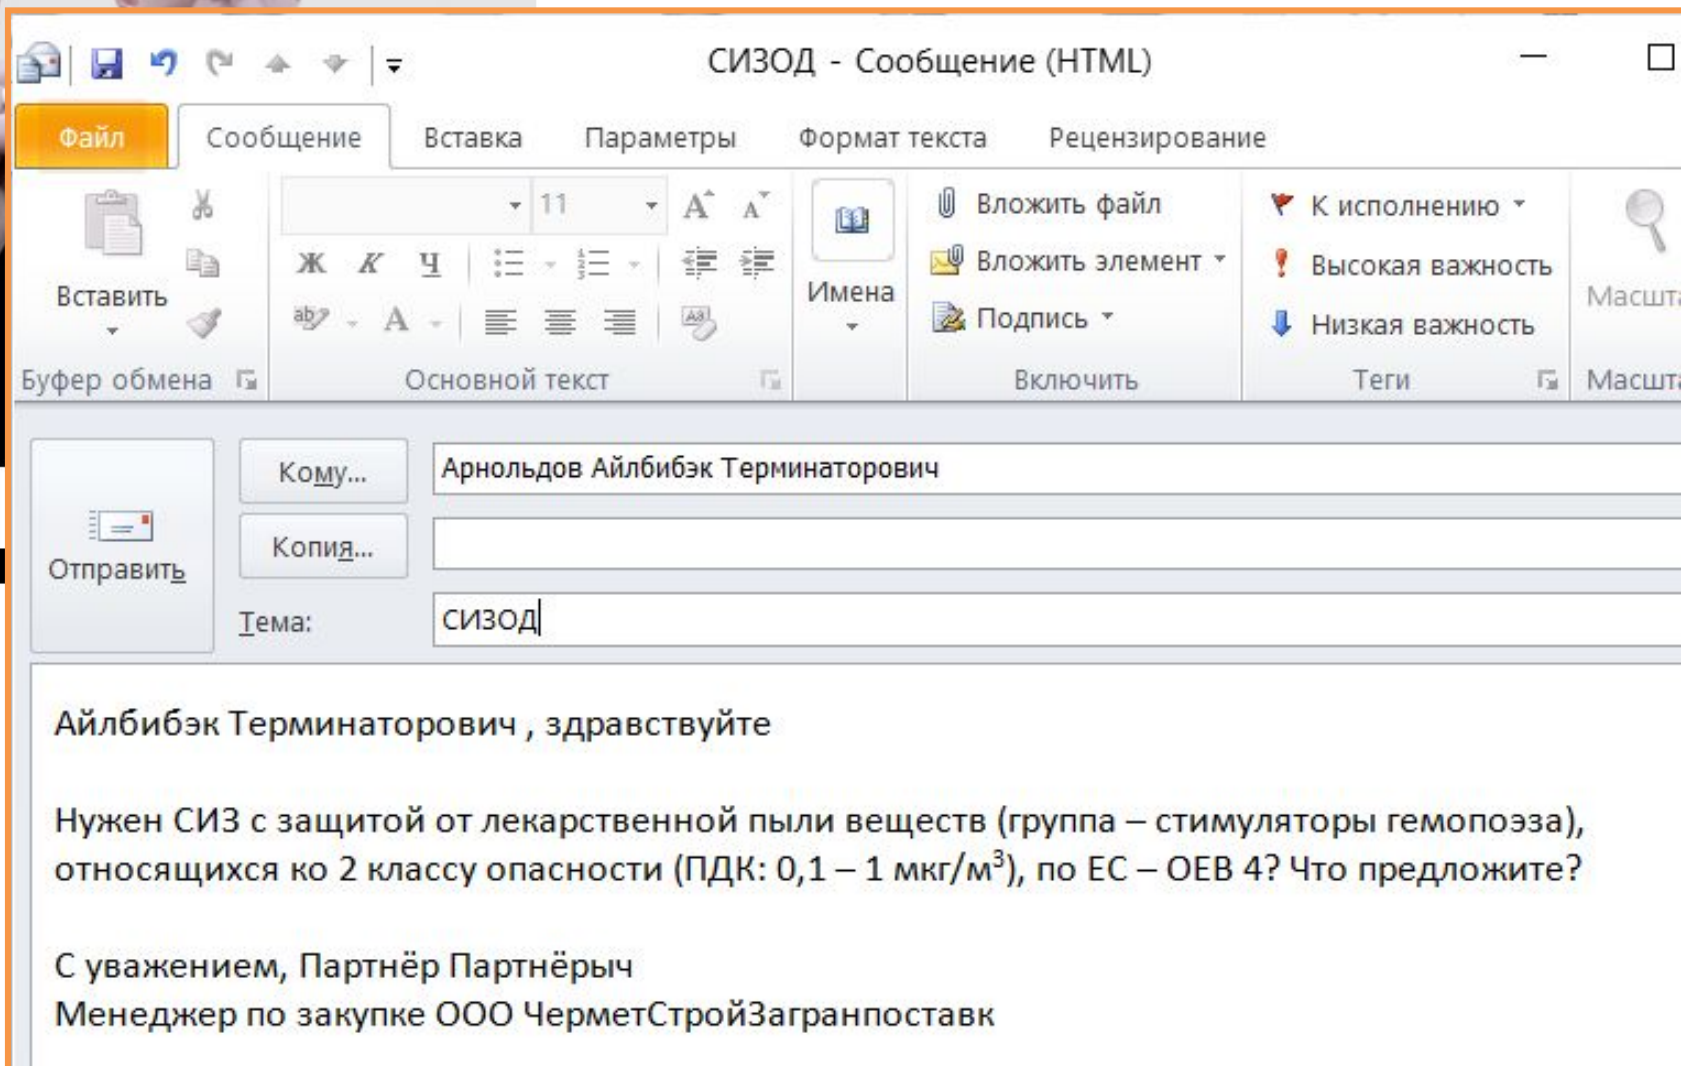 СИЗОД - Сообщение (HTML)
Файл Сообщение Вставка Параметры Формат текста Рецензирование
11
Вложить файл
К исполнению
Ж К Ч
Вложить элемент
Высокая важность
Вставить
Имена
Подпись
Низкая важность
Буфер обмена Основной текст Включить Теги
Кому... Арнольдов Айлбибэк Терминаторович
Копия...
Отправить
Тема: СИЗОД
Айлбибэк Терминаторович , здравствуйте
Нужен СИЗ с защитой от лекарственной пыли веществ (группа – стимуляторы гемопоэза),
относящихся ко 2 классу опасности (ПДК: 0,1 – 1 мкг/м³), по ЕС – OEB 4? Что предложите?
С уважением, Партнёр Партнёрыч
Менеджер по закупке ООО ЧерметСтройЗагранпоставк